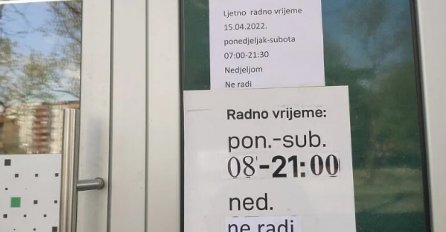 Ljetno radno vrijeme
15.04.2022.
ponedjeljak-subota
07:00-21:30
Nedjeljom
Ne radi
Radno vrijeme:
pon.-sub.
08-21:00
ned.
ne radi